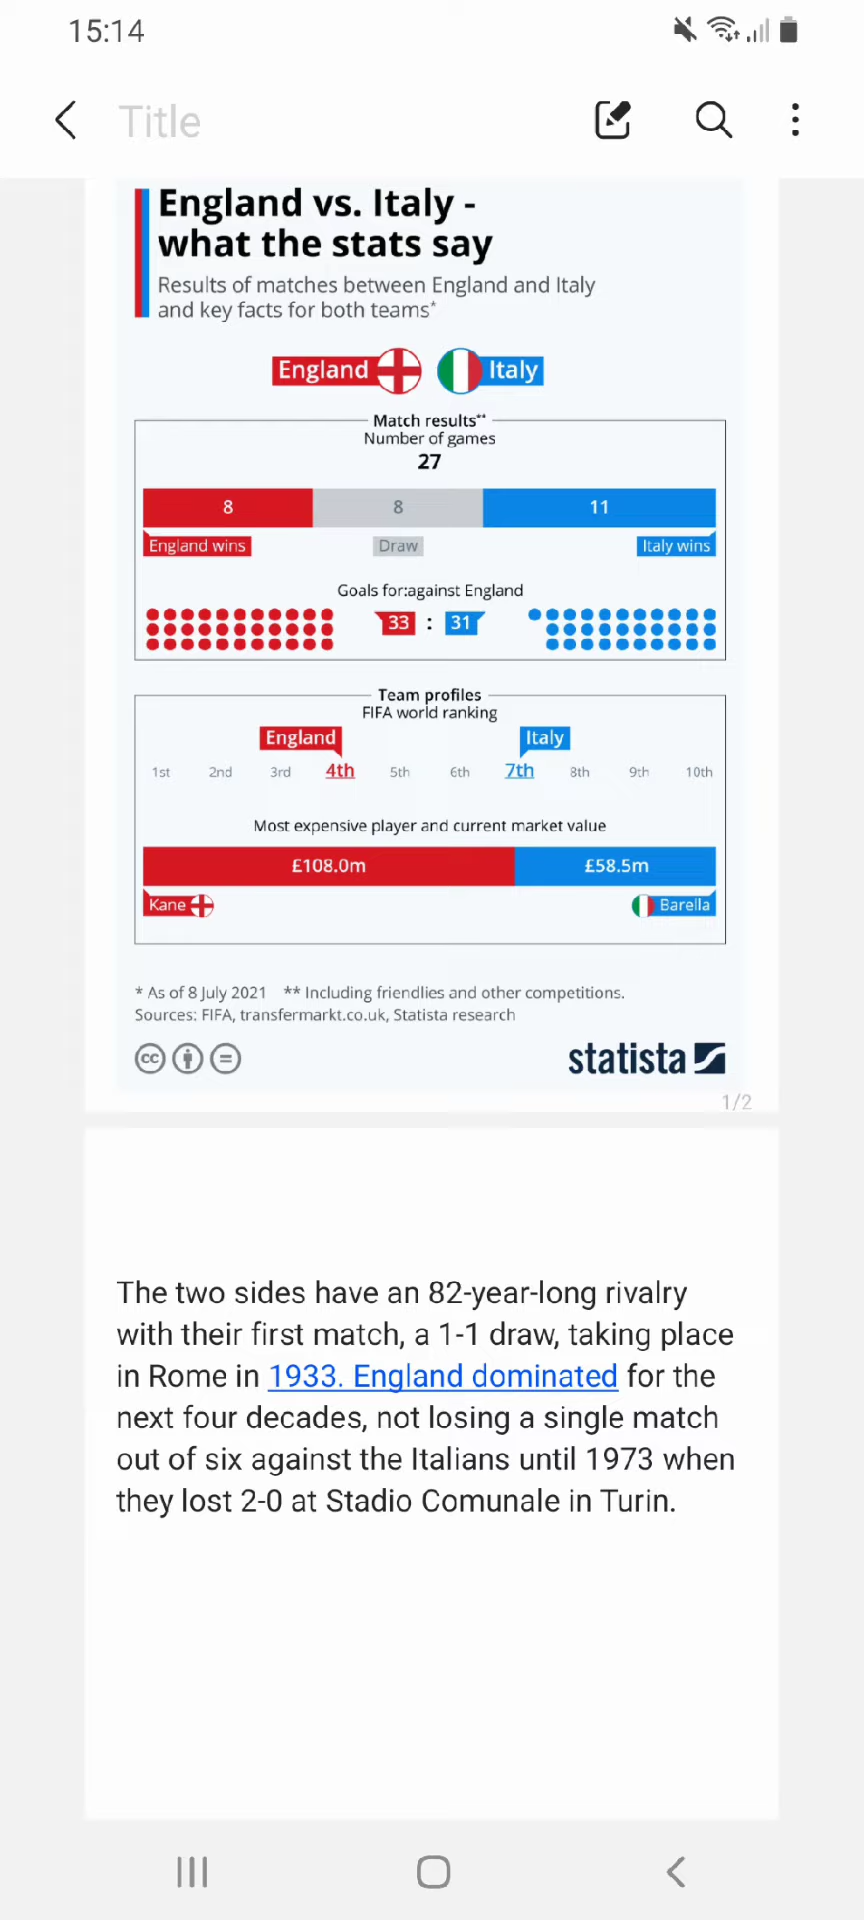 15:14
Title
England vs. Italy -
what the stats say
Results of matches between England and Italy
and key facts for both teams*
England Italy
Match results**
Number of games
27
8 8 11
England wins Draw Italy wins
Goals for:against England
33 : 31
Team profiles
FIFA world ranking
England Italy
1st 2nd 3rd 4th 5th 6th 7th 8th 9th 10th
Most expensive player and current market value
£108.0m £58.5m
Kane Barella
* As of 8 July 2021 ** Including friendlies and other competitions.
Sources: FIFA, transfermarkt.co.uk, Statista research
cc
statista
1/2
The two sides have an 82-year-long rivalry
with their first match, a 1-1 draw, taking place
in Rome in 1933. England dominated for the
next four decades, not losing a single match
out of six against the Italians until 1973 when
they lost 2-0 at Stadio Comunale in Turin.